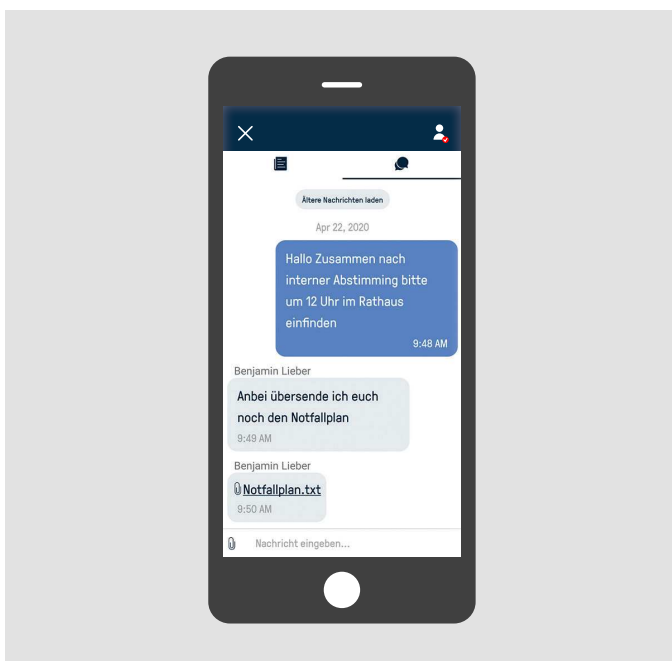 Ältere Nachrichten laden
Apr 22, 2020
Hallo Zusammen nach
interner Abstimming bitte
um 12 Uhr im Rathaus
einfinden
9:48 AM
Benjamin Lieber
Anbei übersende ich euch
noch den Notfallplan
9:49 AM
Benjamin Lieber
Notfallplan.txt
9:50 AM
Nachricht eingeben...